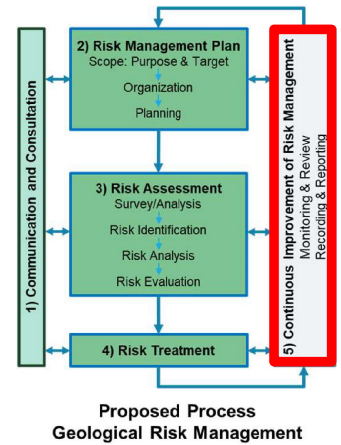 1) Communication and Consultation
2) Risk Management Plan
Scope: Purpose & Target
Organization
Planning
3) Risk Assessment
Survey/Analysis
Risk Identification
Risk Analysis
Risk Evaluation
4) Risk Treatment
5) Continuous Improvement of Risk Management
Monitoring & Review
Recording & Reporting
Proposed Process
Geological Risk Management